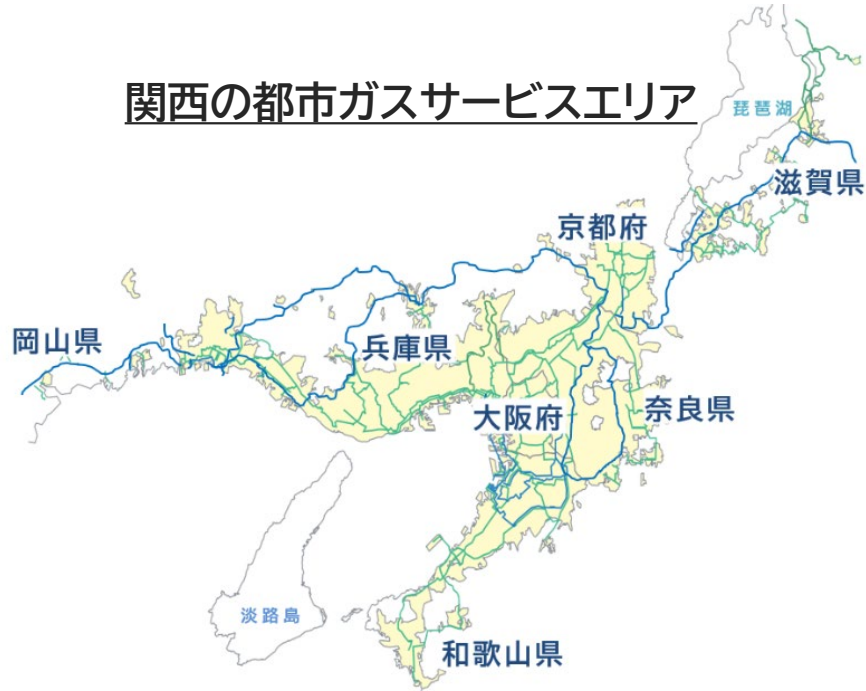 関西の都市ガスサービスエリア
琵琶湖
滋賀県
京都府
岡山県
兵庫県
大阪府
奈良県
淡路島
和歌山県